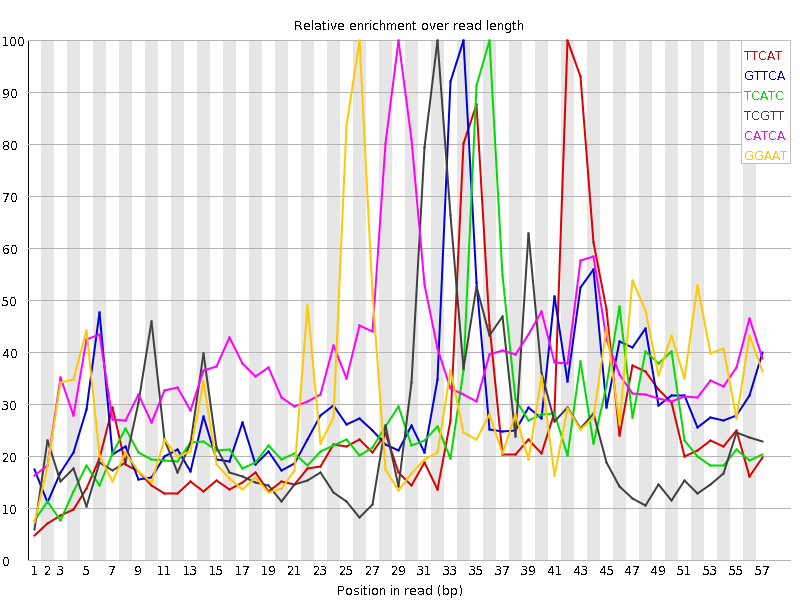 Relative enrichment over read length
100
90
80
70
60
50
40
30
20
10
0
TTCAT
GTTCA
TCATC
TCGTT
CATCA
GGAAT
1 2 3 5 7 9 11 13 15 17 19 21 23 25 27 29 31 33 35 37 39 41 43 45 47 49 51 53 55 57
Position in read (bp)